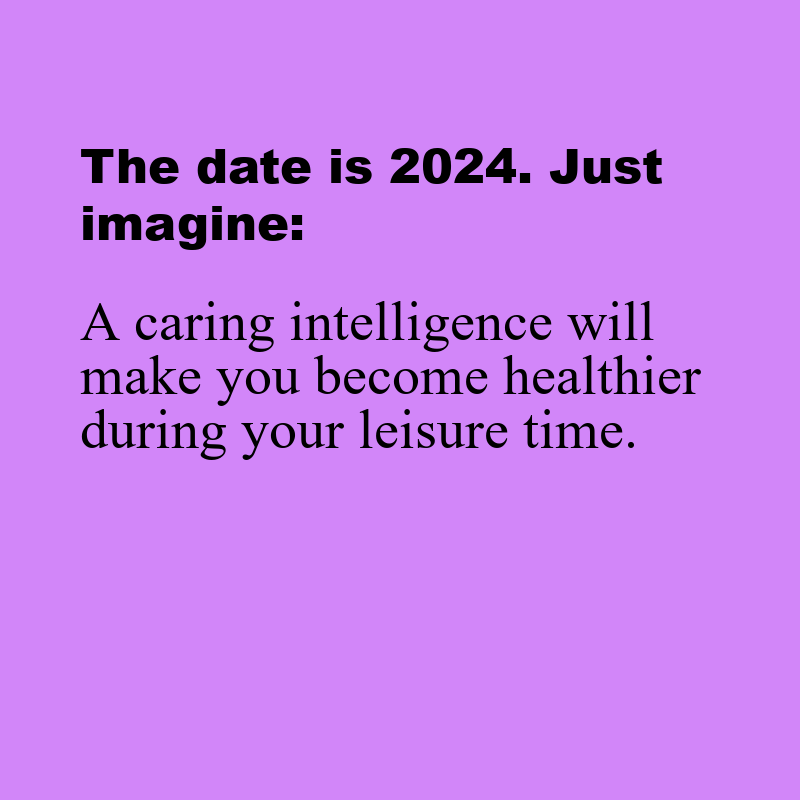 The date is 2024. Just
imagine:
A caring intelligence will
make you become healthier
during your leisure time.